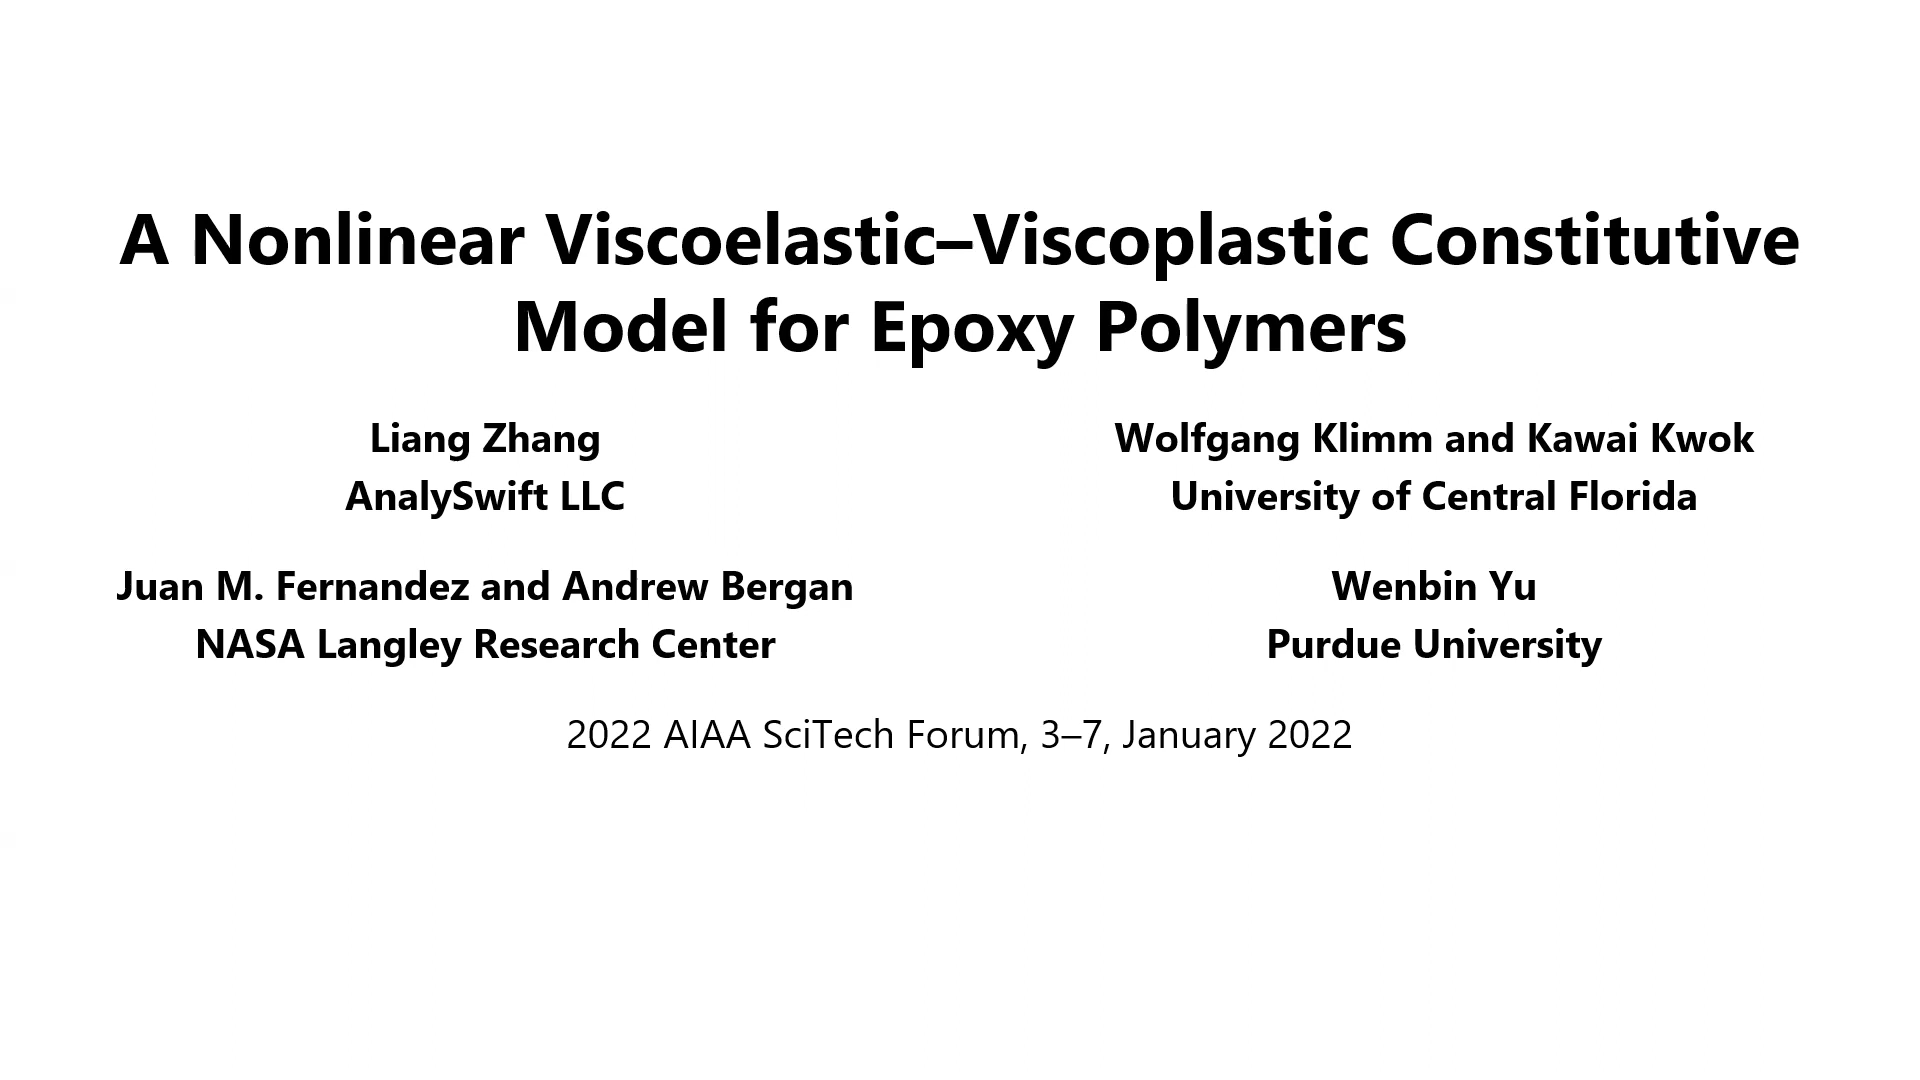 A Nonlinear Viscoelastic–Viscoplastic Constitutive
Model for Epoxy Polymers
Liang Zhang
AnalySwift LLC
Wolfgang Klimm and Kawai Kwok
University of Central Florida
Juan M. Fernandez and Andrew Bergan
NASA Langley Research Center
Wenbin Yu
Purdue University
2022 AIAA SciTech Forum, 3–7, January 2022